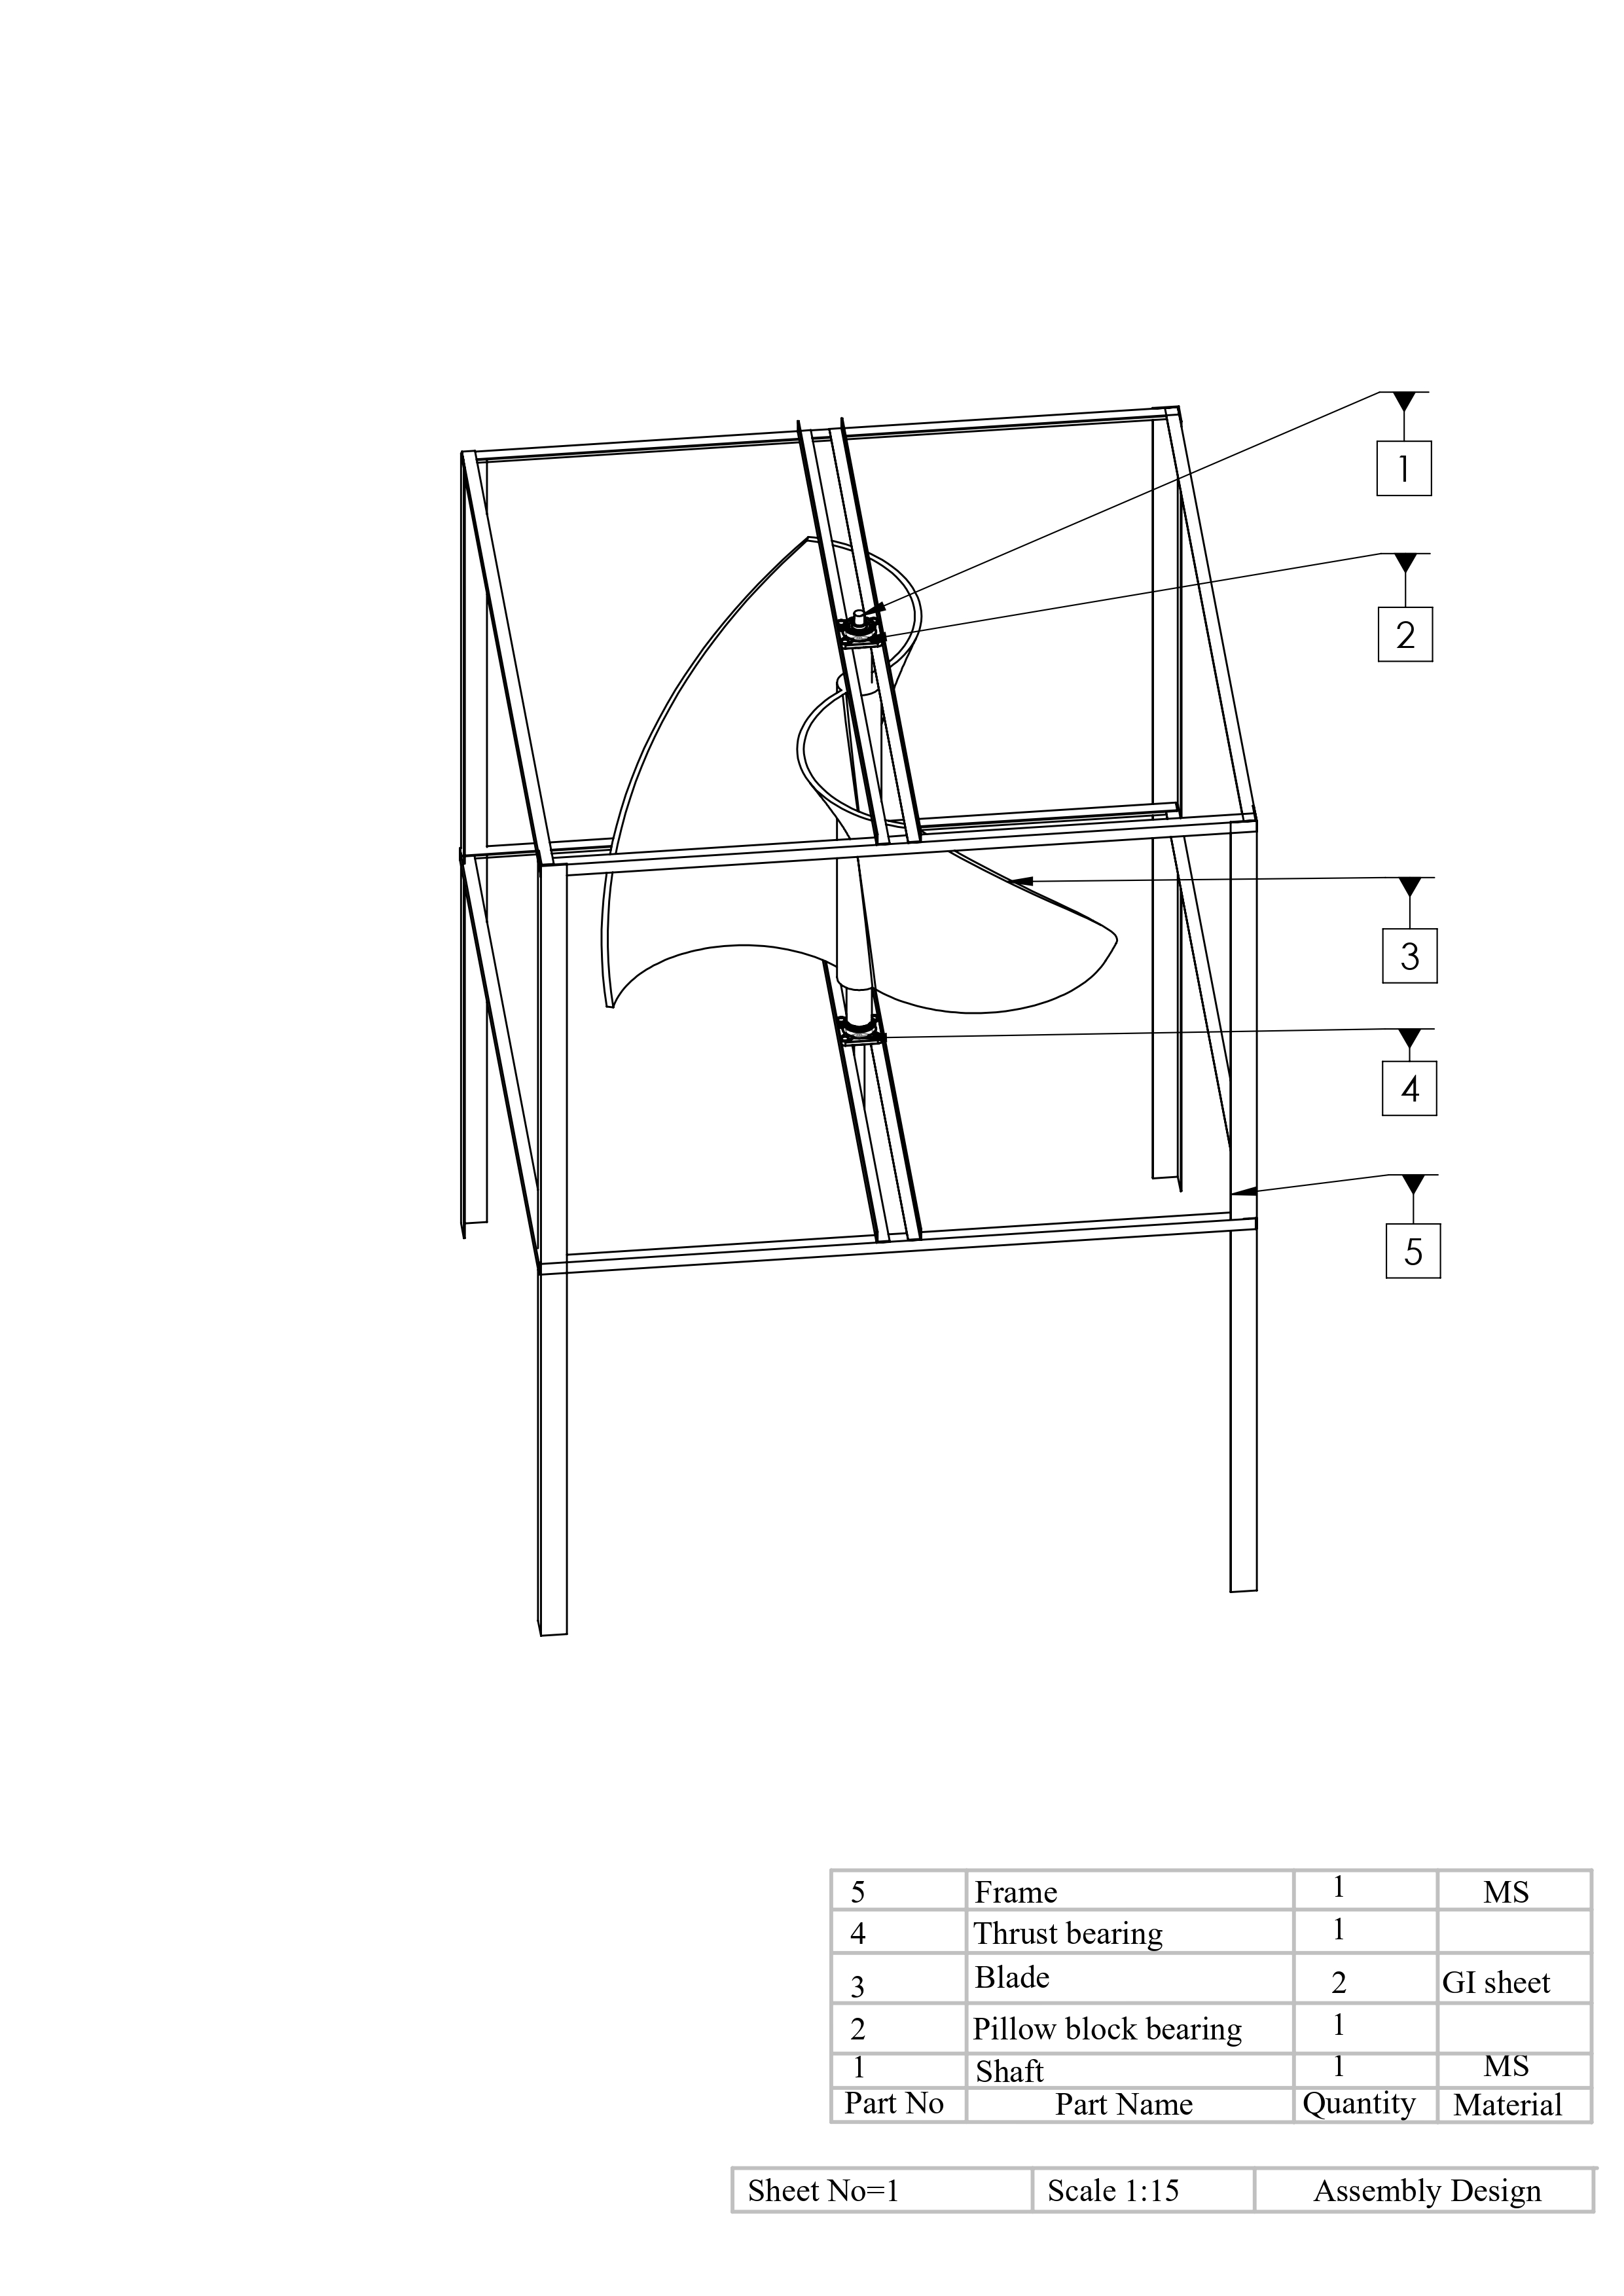 1
2
3
4
5
5 Frame 1 MS
4 Thrust bearing 1
3 Blade 2 GI sheet
2 Pillow block bearing 1
1 Shaft 1 MS
Part No Part Name Quantity Material
Sheet No=1 Scale 1:15 Assembly Design